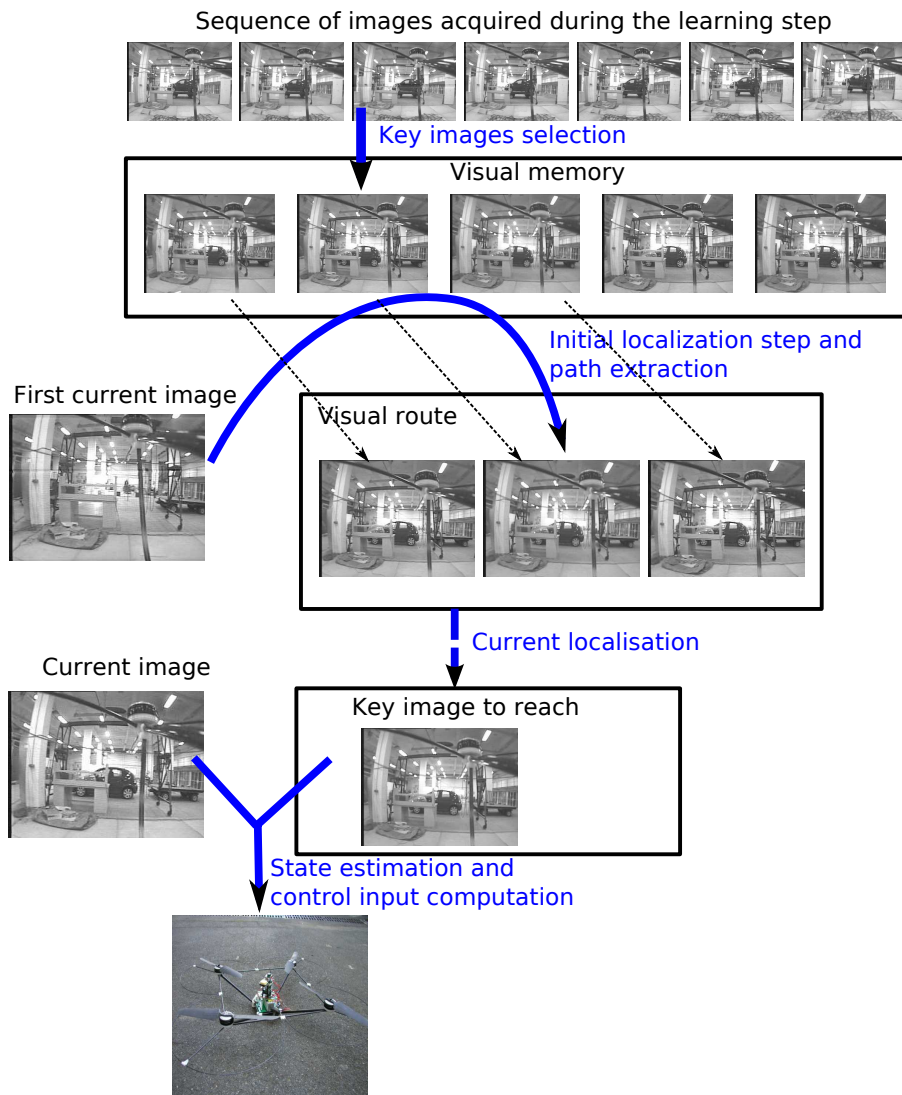 Sequence of images acquired during the learning step
Key images selection
Visual memory
Initial localization step and
path extraction
First current image
Visual route
Current localisation
Current image
Key image to reach
State estimation and
control input computation